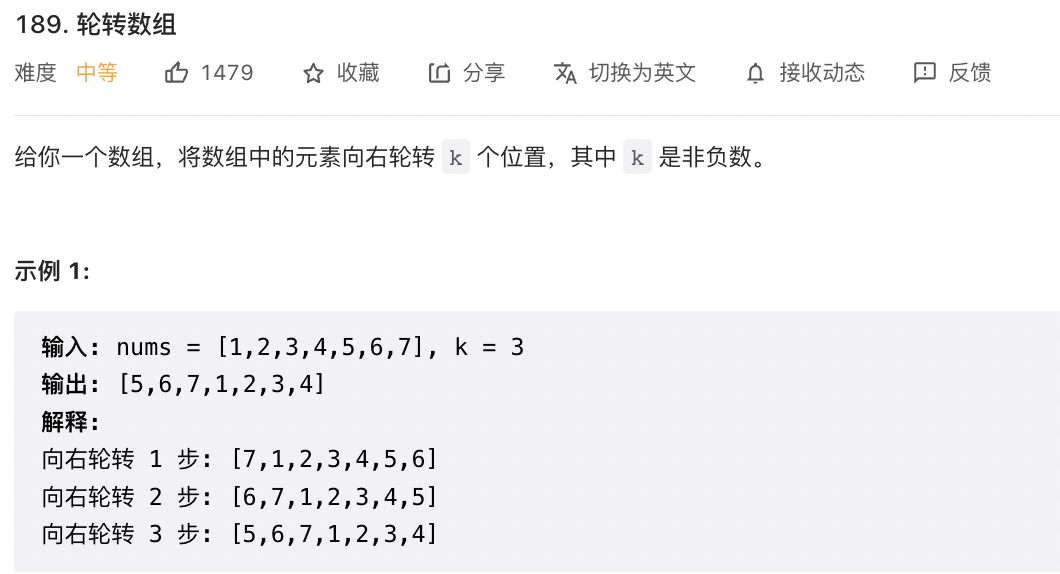 189. 轮转数组
难度 中等 1479 收藏 分享 切换为英文 接收动态 反馈
给你一个数组，将数组中的元素向右轮转 k 个位置，其中 k 是非负数。
示例 1:
输入: nums = [1,2,3,4,5,6,7], k = 3
输出: [5,6,7,1,2,3,4]
解释:
向右轮转 1 步: [7,1,2,3,4,5,6]
向右轮转 2 步: [6,7,1,2,3,4,5]
向右轮转 3 步: [5,6,7,1,2,3,4]